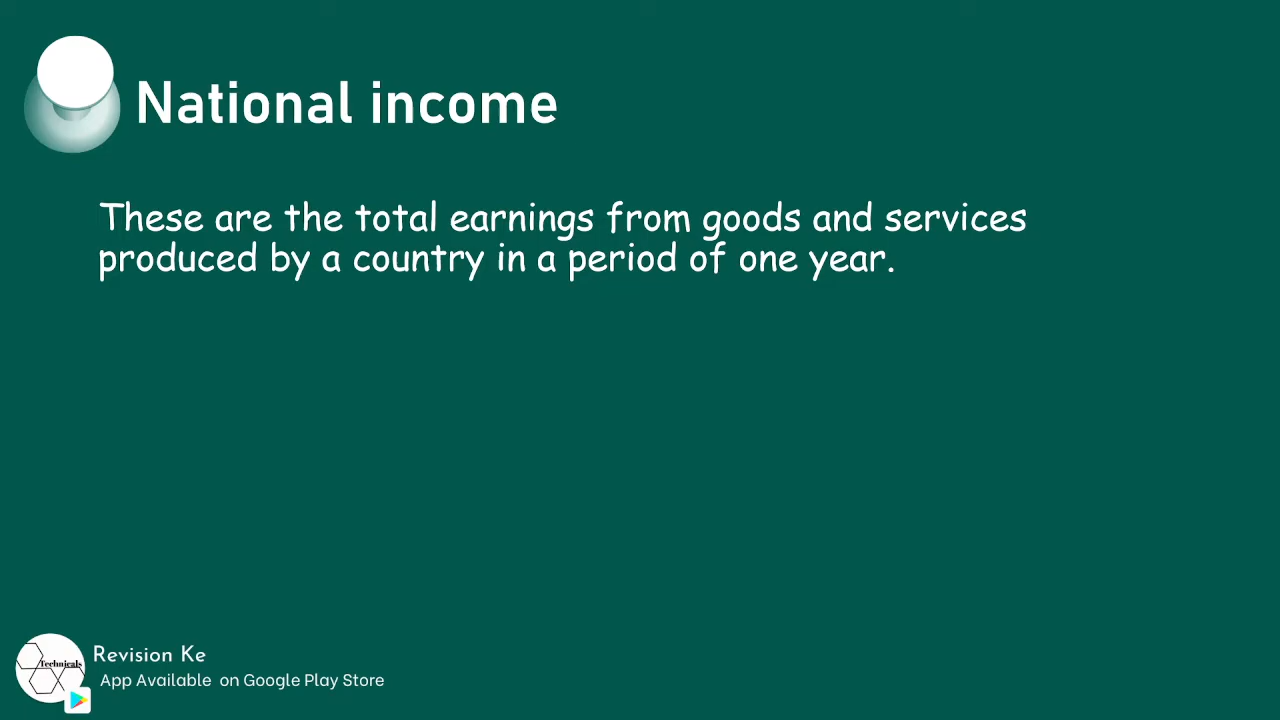 National income
These are the total earnings from goods and services
produced by a country in a period of one year.
Revision Ke
Technicals
App Available on Google Play Store